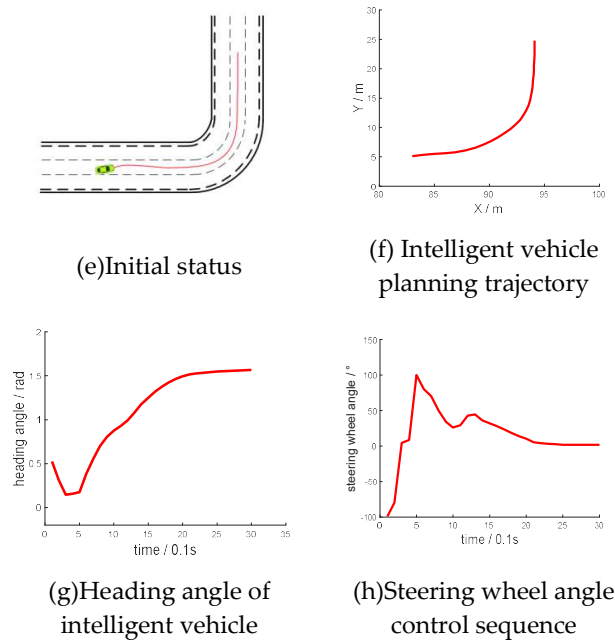 30
25
20
15
10
5
0
Y / m
80
85
90
95
100
X / m
(e)Initial status
(f) Intelligent vehicle
planning trajectory
2
1.5
1
0.5
0
heading angle / rad
0
5
10
15
20
25
30
35
time / 0.1s
150
100
50
0
-50
-100
steering wheel angle / °
0
5
10
15
20
25
30
time / 0.1s
(g)Heading angle of
intelligent vehicle
(h)Steering wheel angle
control sequence